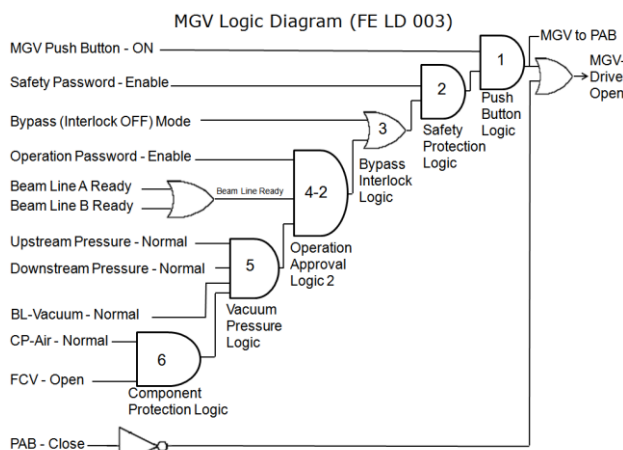 MGV Logic Diagram (FE LD 003)
MGV Push Button - ON
1
MGV to PAB
MGV-
Drive
Open
Push
Button
Logic
Safety Password - Enable
2
Safety
Protection
Logic
Bypass (Interlock OFF) Mode
3
Bypass
Interlock
Logic
Operation Password - Enable
Beam Line A Ready
Beam Line B Ready
Beam Line Ready
4-2
Operation
Approval
Logic 2
Upstream Pressure - Normal
Downstream Pressure - Normal
BL-Vacuum - Normal
5
Vacuum
Pressure
Logic
CP-Air - Normal
FCV - Open
6
Component
Protection Logic
PAB - Close